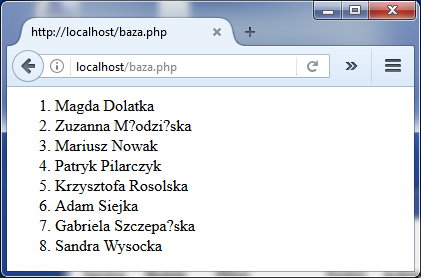 http://localhost/baza.php
localhost/baza.php
1. Magda Dolatka
2. Zuzanna M?odzi?ska
3. Mariusz Nowak
4. Patryk Pilarczyk
5. Krzysztofa Rosolska
6. Adam Siejka
7. Gabriela Szczepa?ska
8. Sandra Wysocka